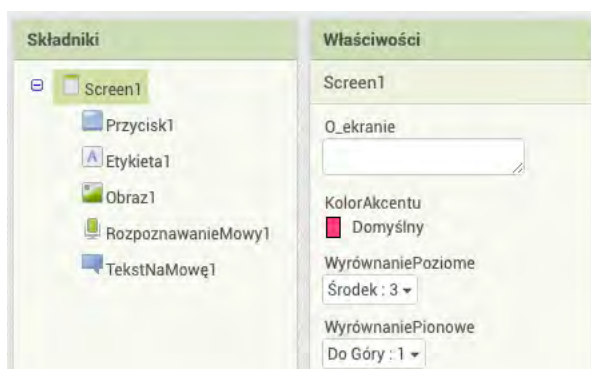 Składniki
Screen1
Przycisk1
Etykieta1
Obraz1
RozpoznawanieMowy1
TekstNaMowę1
Właściwości
Screen1
O_ekranie
KolorAkcentu
Domyślny
WyrównaniePoziome
Środek : 3
WyrównaniePionowe
Do Góry : 1